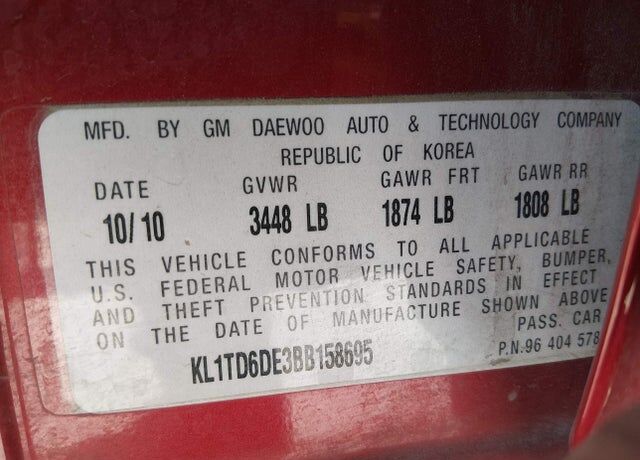 MFD. BY GM DAEWOO AUTO & TECHNOLOGY COMPANY
REPUBLIC OF KOREA
DATE GVWR GAWR FRT GAWR RR
10/10 3448 LB 1874 LB 1808 LB
THIS VEHICLE CONFORMS TO ALL APPLICABLE
U.S. FEDERAL MOTOR VEHICLE SAFETY, BUMPER,
AND THEFT PREVENTION STANDARDS IN EFFECT
ON THE DATE OF MANUFACTURE SHOWN ABOVE
PASS. CAR
KL1TD6DE3BB158695 P.N.96 404 578